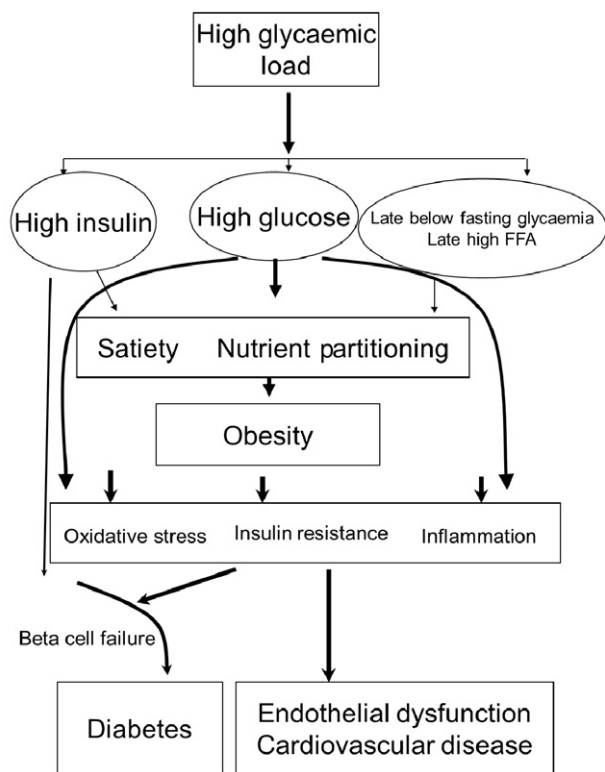 High glycaemic
load
High insulin
High glucose
Late below fasting glycaemia
Late high FFA
Satiety Nutrient partitioning
Obesity
Oxidative stress Insulin resistance Inflammation
Beta cell failure
Diabetes
Endothelial dysfunction
Cardiovascular disease